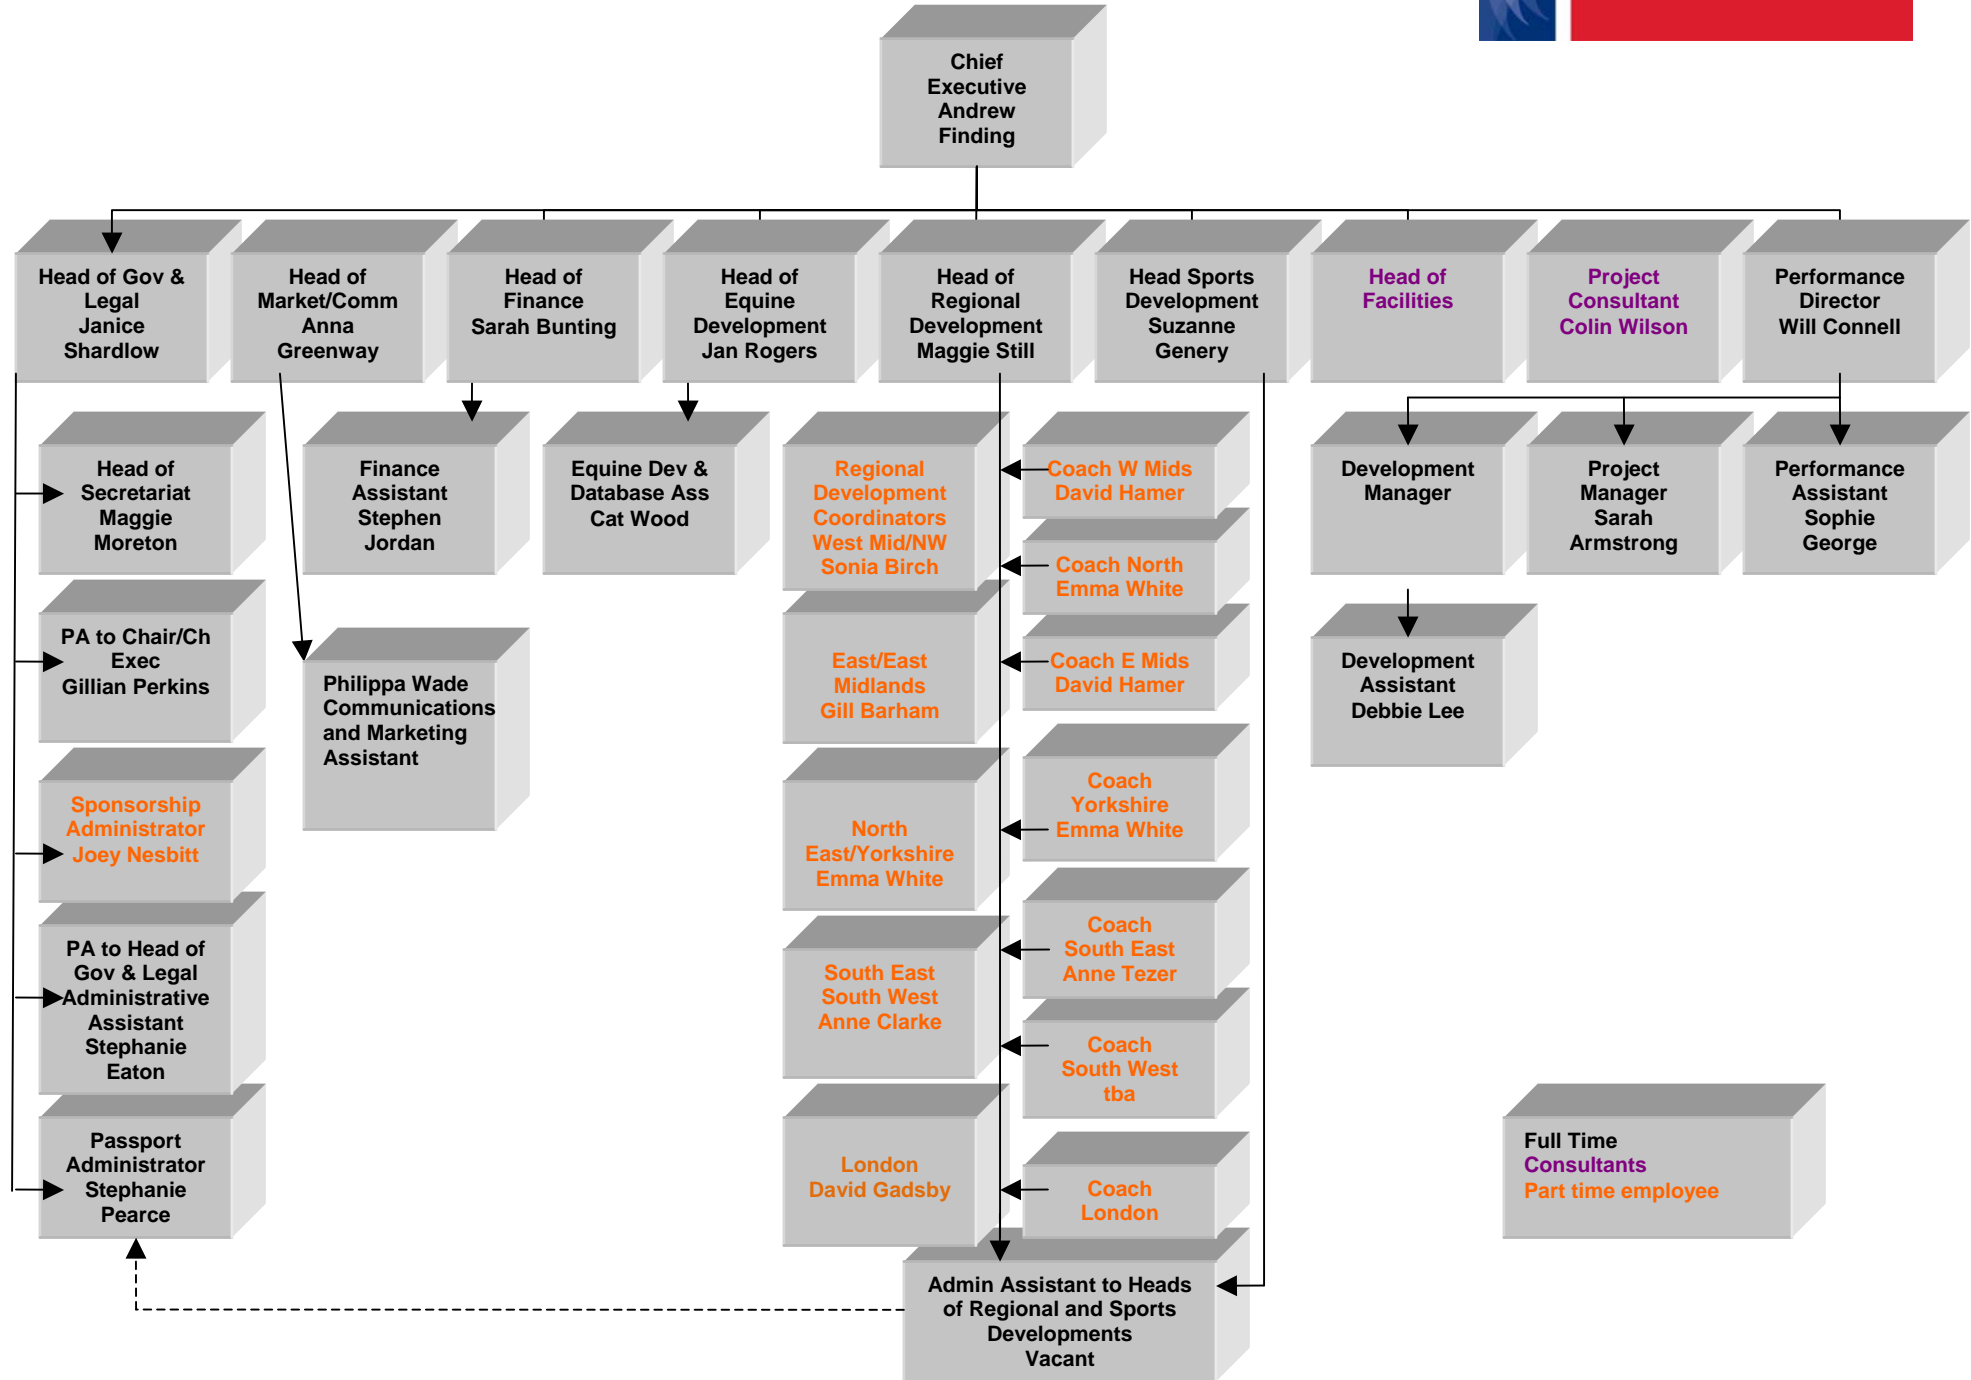 Chief
Executive
Andrew
Finding
Head of Gov &
Legal
Janice
Shardlow
Head of
Market/Comm
Anna
Greenway
Head of
Finance
Sarah Bunting
Head of
Equine
Development
Jan Rogers
Head of
Regional
Development
Maggie Still
Head Sports
Development
Suzanne
Genery
Head of
Facilities
Project
Consultant
Colin Wilson
Performance
Director
Will Connell
Head of
Secretariat
Maggie
Moreton
Finance
Assistant
Stephen
Jordan
Equine Dev &
Database Ass
Cat Wood
Regional
Development
Coordinators
West Mid/NW
Sonia Birch
Coach W Mids
David Hamer
Development
Manager
Project
Manager
Sarah
Armstrong
Performance
Assistant
Sophie
George
Coach North
Emma White
PA to Chair/Ch
Exec
Gillian Perkins
Philippa Wade
Communications
and Marketing
Assistant
East/East
Midlands
Gill Barham
Coach E Mids
David Hamer
Development
Assistant
Debbie Lee
Sponsorship
Administrator
Joey Nesbitt
North
East/Yorkshire
Emma White
Coach
Yorkshire
Emma White
PA to Head of
Gov & Legal
Administrative
Assistant
Stephanie
Eaton
South East
South West
Anne Clarke
Coach
South East
Anne Tezer
Coach
South West
tba
Passport
Administrator
Stephanie
Pearce
London
David Gadsby
Coach
London
Full Time
Consultants
Part time employee
Admin Assistant to Heads
of Regional and Sports
Developments
Vacant